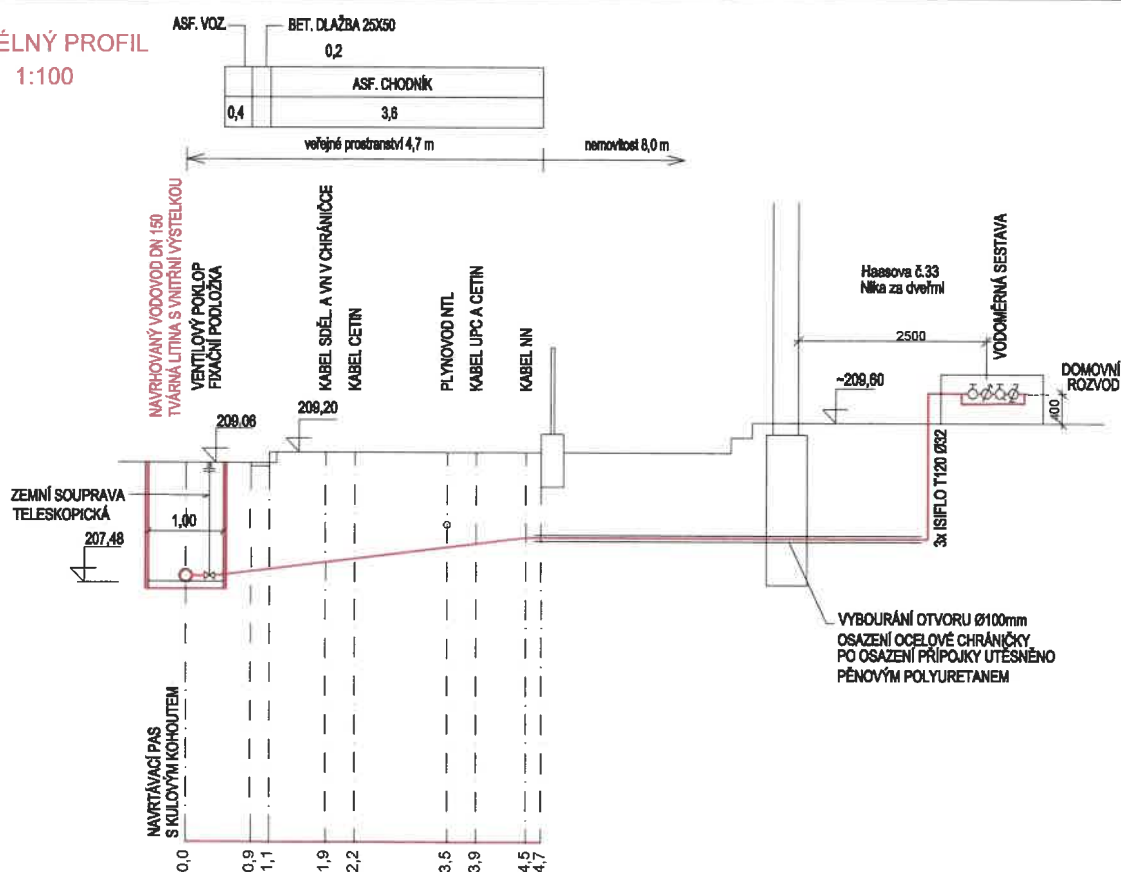 ĚLNÝ PROFIL
1:100
ASF. VOZ.
BET. DLAŽBA 25X50
0,2
ASF. CHODNÍK
0,4
3,6
veřejné prostranství 4,7 m
nemovitost 8,0 m
NAVRHOVANÝ VODOVOD DN 150
TVÁRNÁ LITINA S VNITŘNÍ VÝSTELKOU
VENTILOVÝ POKLOP
FIXAČNÍ PODLOŽKA
KABEL SDĚL. A VN V CHRÁNIČCE
KABEL CETIN
PLYNOVOD NTL
KABEL UPC A CETIN
KABEL NN
Haasova č.33
Nika za dveřmi
VODOMĚRNÁ SESTAVA
2500
DOMOVNÍ
ROZVOD
~209,60
400
209.06
209,20
ZEMNÍ SOUPRAVA
TELESKOPICKÁ
1,00
207,48
3x ISIFLO T120 Ø32
VYBOURÁNÍ OTVORU Ø100mm
OSAZENÍ OCELOVÉ CHRÁNIČKY
PO OSAZENÍ PŘÍPOJKY UTĚSNĚNO
PĚNOVÝM POLYURETANEM
NAVRTÁVACÍ PAS
S KULOVÝM KOHOUTEM
0,0
0,9
1,1
1,9
2,2
3,5
3,9
4,5
4,7